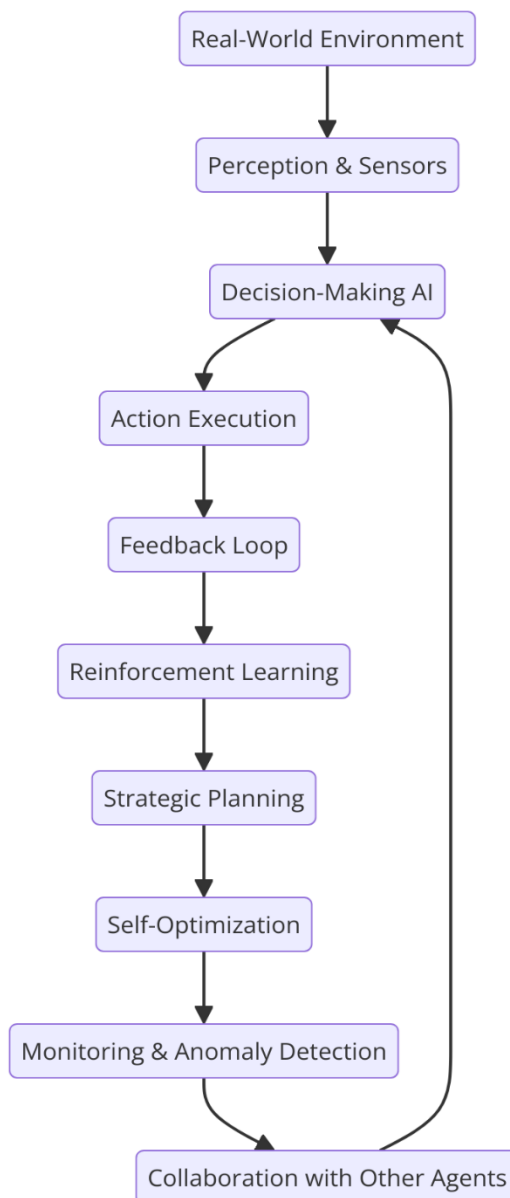 Real-World Environment
Perception & Sensors
Decision-Making AI
Action Execution
Feedback Loop
Reinforcement Learning
Strategic Planning
Self-Optimization
Monitoring & Anomaly Detection
Collaboration with Other Agents